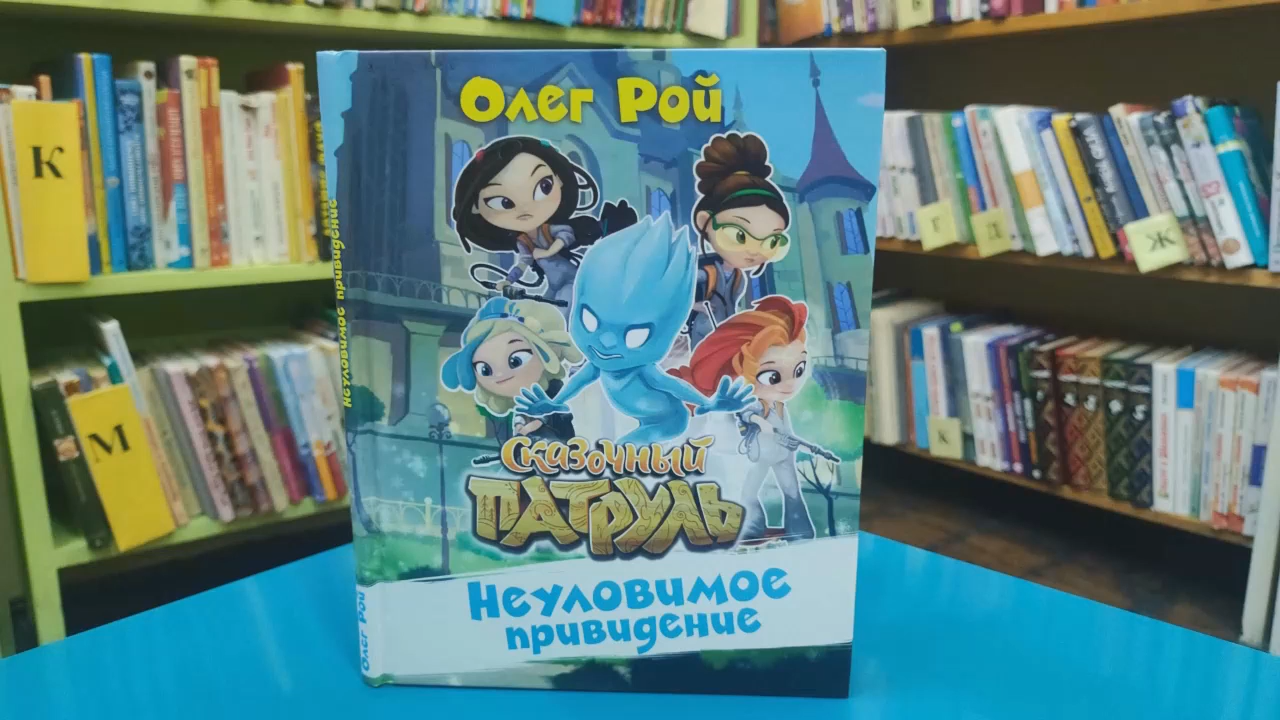 Олег Рой
Сказочный
ПАТРУЛЬ
Неуловимое
привидение
Неуловимое привидение
Олег Рой
К
М
Г
Д
Ж
К